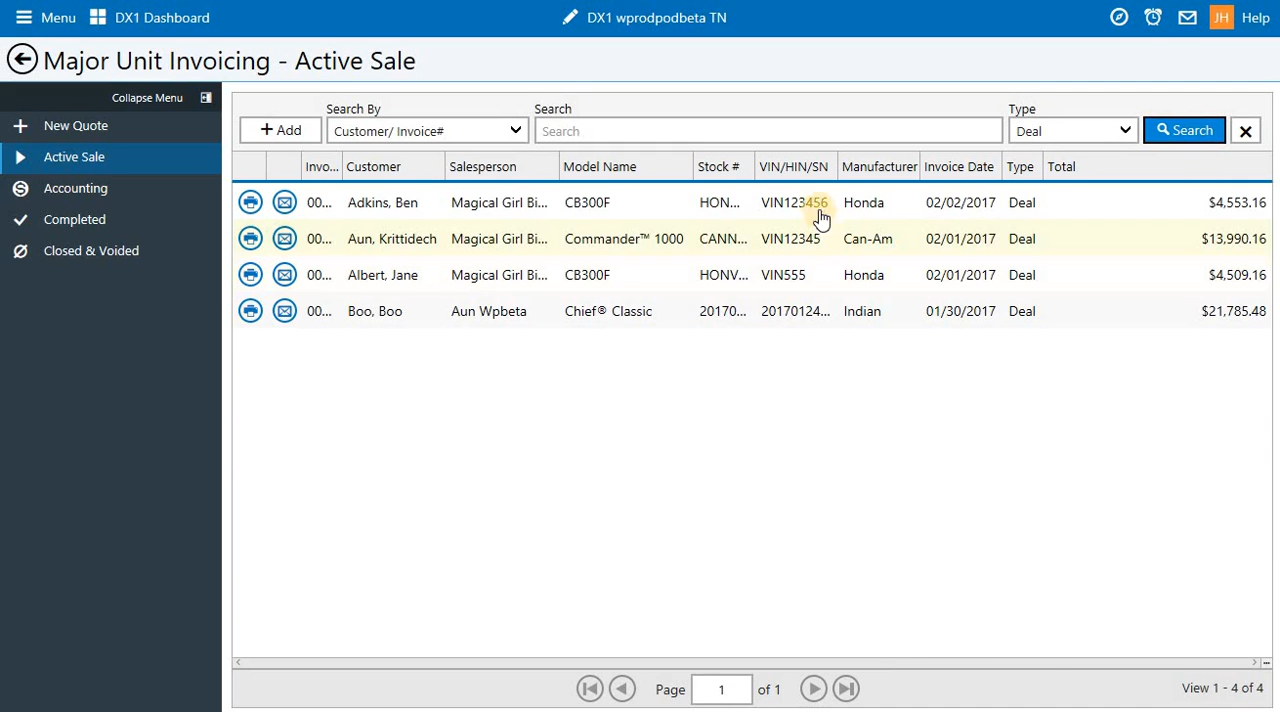 Menu DX1 Dashboard DX1 wprodpodbeta TN JH Help
Major Unit Invoicing - Active Sale
Collapse Menu
New Quote
Active Sale
Accounting
Completed
Closed & Voided
Search By Search Type
+ Add Customer/ Invoice# Search Deal Search
Invo... Customer Salesperson Model Name Stock # VIN/HIN/SN Manufacturer Invoice Date Type Total
00... Adkins, Ben Magical Girl Bi... CB300F HON... VIN123456 Honda 02/02/2017 Deal $4,553.16
00... Aun, Krittidech Magical Girl Bi... Commander™ 1000 CANN... VIN12345 Can-Am 02/01/2017 Deal $13,990.16
00... Albert, Jane Magical Girl Bi... CB300F HONV... VIN555 Honda 02/01/2017 Deal $4,509.16
00... Boo, Boo Aun Wpbeta Chief® Classic 20170... 20170124... Indian 01/30/2017 Deal $21,785.48
Page 1 of 1 View 1 - 4 of 4